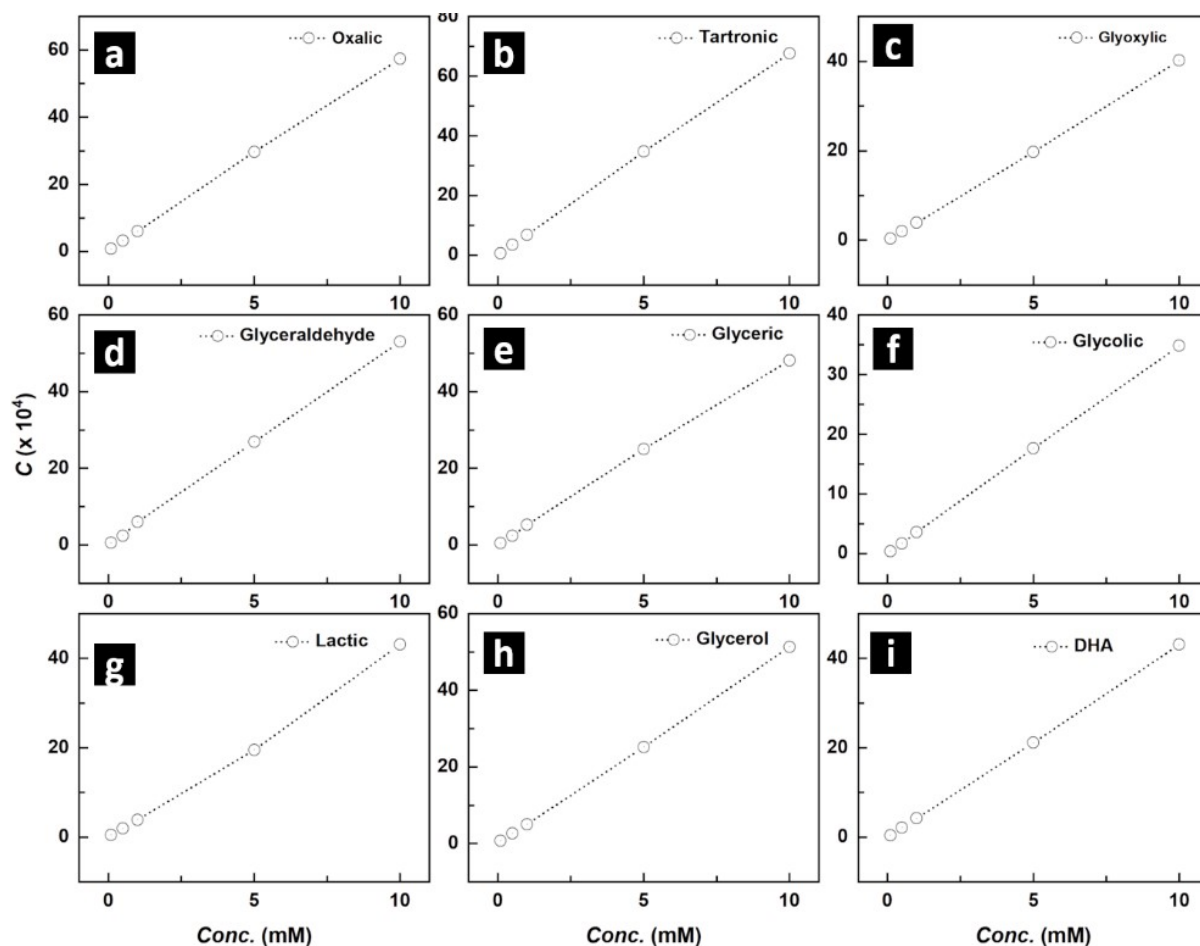 a
Oxalic
60
40
20
0
0 5 10
b
Tartronic
80
60
40
20
0
0 5 10
c
Glyoxylic
40
20
0
0 5 10
C (x 10⁴)
d
Glyceraldehyde
60
40
20
0
0 5 10
e
Glyceric
60
40
20
0
0 5 10
f
Glycolic
40
30
20
10
0
0 5 10
g
Lactic
40
20
0
0 5 10
h
Glycerol
60
40
20
0
0 5 10
i
DHA
40
20
0
0 5 10
Conc. (mM) Conc. (mM) Conc. (mM)